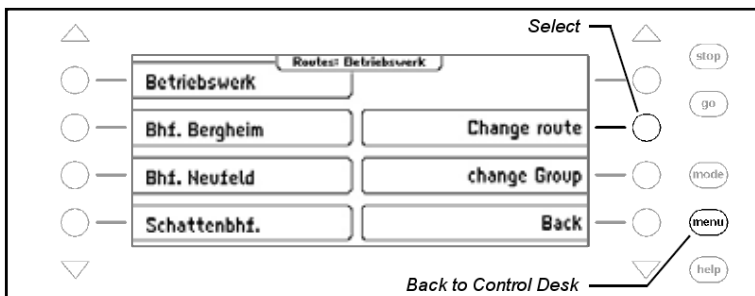 Select
Routes: Betriebswerk
Betriebswerk
Bhf. Bergheim
Change route
Bhf. Neufeld
change Group
Schattenbhf.
Back
stop
go
mode
menu
help
Back to Control Desk